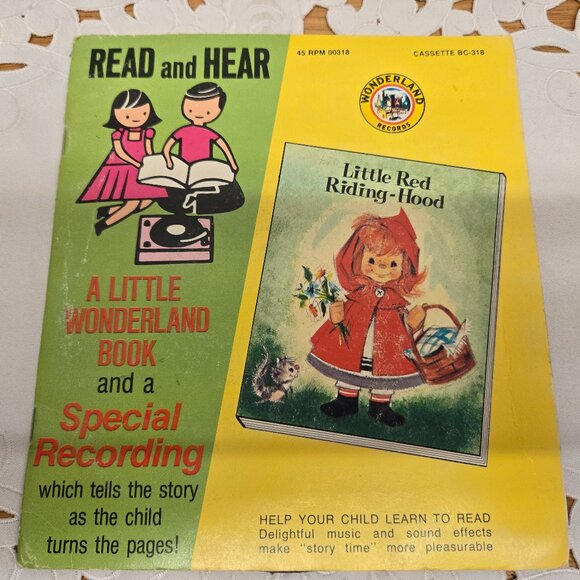 READ and HEAR
45 RPM 00318
CASSETTE BC-318
WONDERLAND
RECORDS
Little Red
Riding-Hood
A LITTLE
WONDERLAND
BOOK
and a
Special
Recording
which tells the story
as the child
turns the pages!
HELP YOUR CHILD LEARN TO READ
Delightful music and sound effects
make "story time" more pleasurable